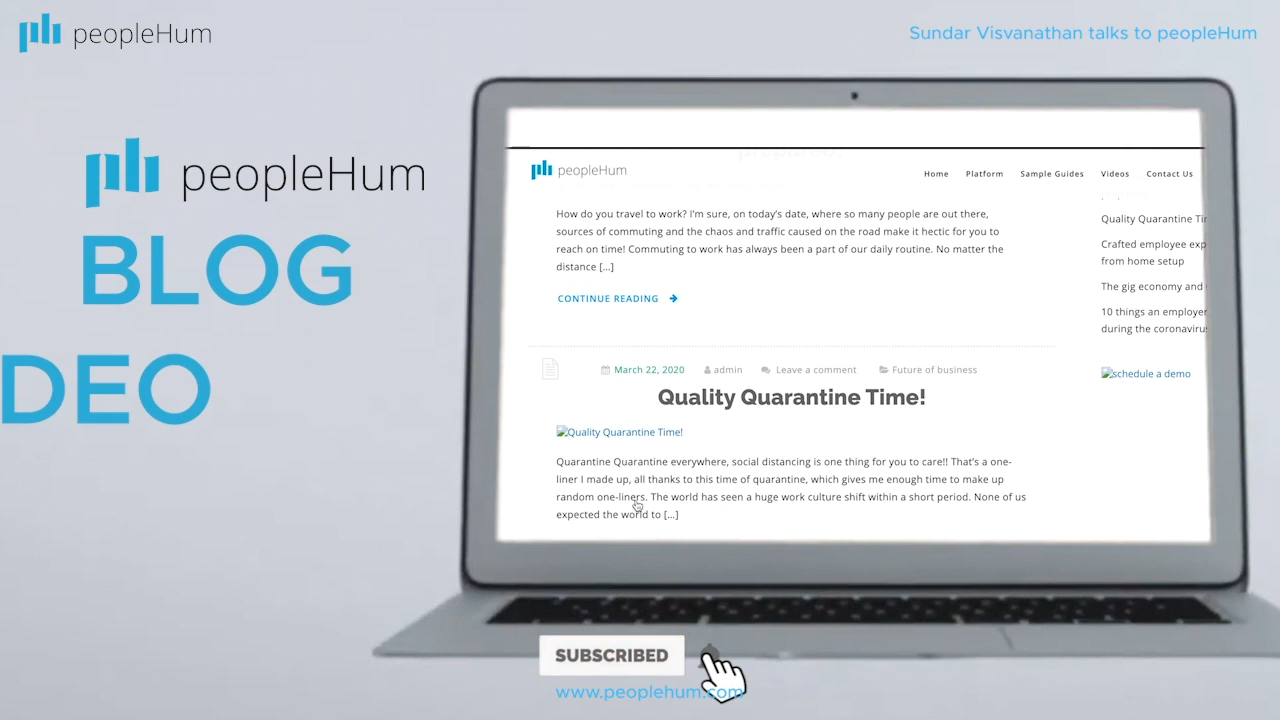 peopleHum
Sundar Visvanathan talks to peopleHum
peopleHum
BLOG
DEO
peopleHum
Home Platform Sample Guides Videos Contact Us
How do you travel to work? I'm sure, on today's date, where so many people are out there,
sources of commuting and the chaos and traffic caused on the road make it hectic for you to
reach on time! Commuting to work has always been a part of our daily routine. No matter the
distance [...]
CONTINUE READING
March 22, 2020 admin Leave a comment Future of business
Quality Quarantine Time!
Quality Quarantine Time!
Quarantine Quarantine everywhere, social distancing is one thing for you to care!! That's a one-
liner I made up, all thanks to this time of quarantine, which gives me enough time to make up
random one-liners. The world has seen a huge work culture shift within a short period. None of us
expected the world to [...]
Quality Quarantine Tir
Crafted employee exp
from home setup
The gig economy and
10 things an employer
during the coronavirus
schedule a demo
SUBSCRIBED
www.peoplehum.com